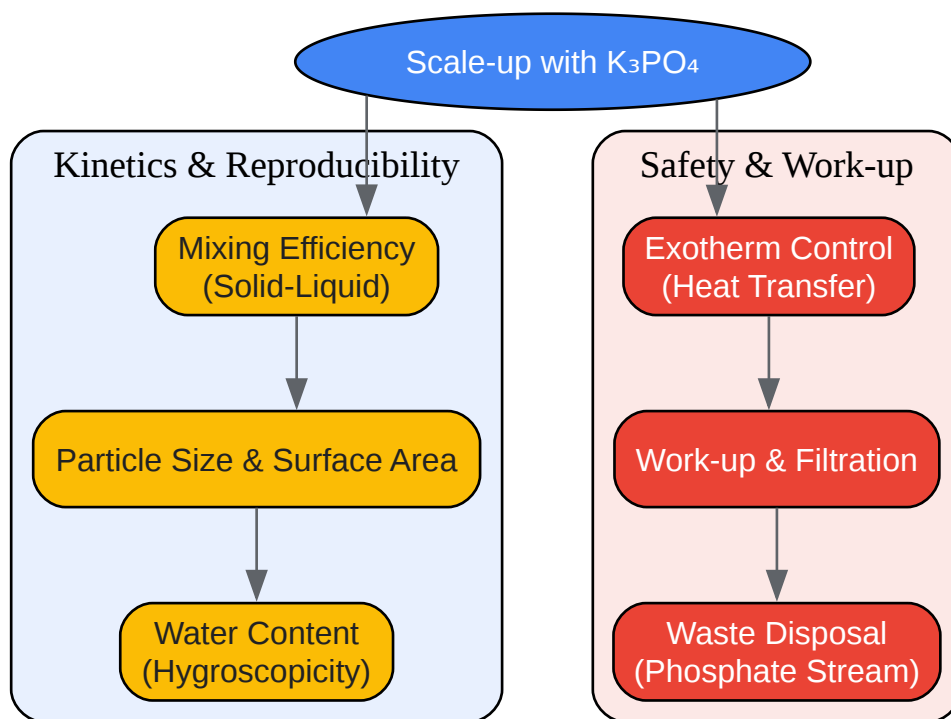 Scale-up with K₃PO₄
Kinetics & Reproducibility
Mixing Efficiency
(Solid-Liquid)
Particle Size & Surface Area
Water Content
(Hygroscopicity)
Safety & Work-up
Exotherm Control
(Heat Transfer)
Work-up & Filtration
Waste Disposal
(Phosphate Stream)